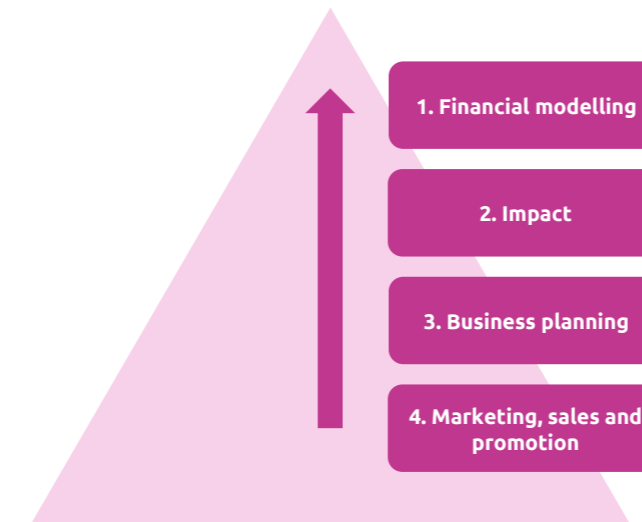 1. Financial modelling
2. Impact
3. Business planning
4. Marketing, sales and
promotion